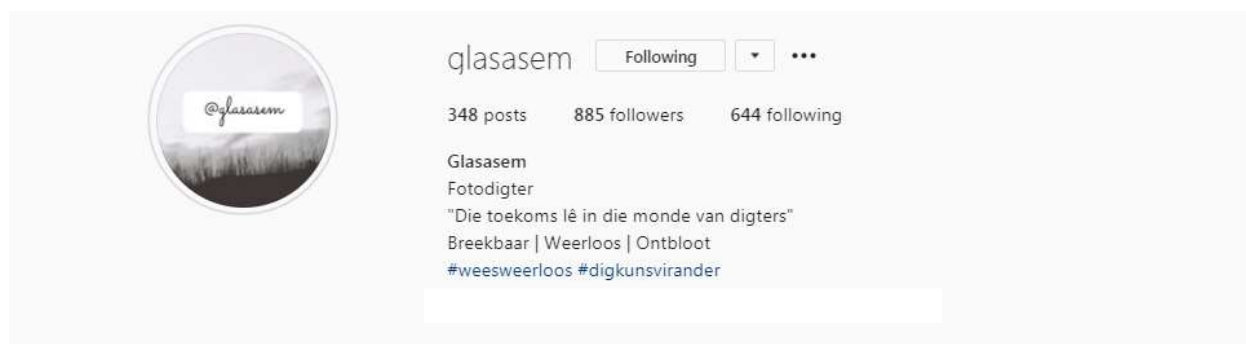 @glasasem
glasasem Following
348 posts 885 followers 644 following
Glasasem
Fotodigter
"Die toekoms lê in die monde van digters"
Breekbaar | Weerloos | Ontbloot
#weesweerloos #digkunsvirander